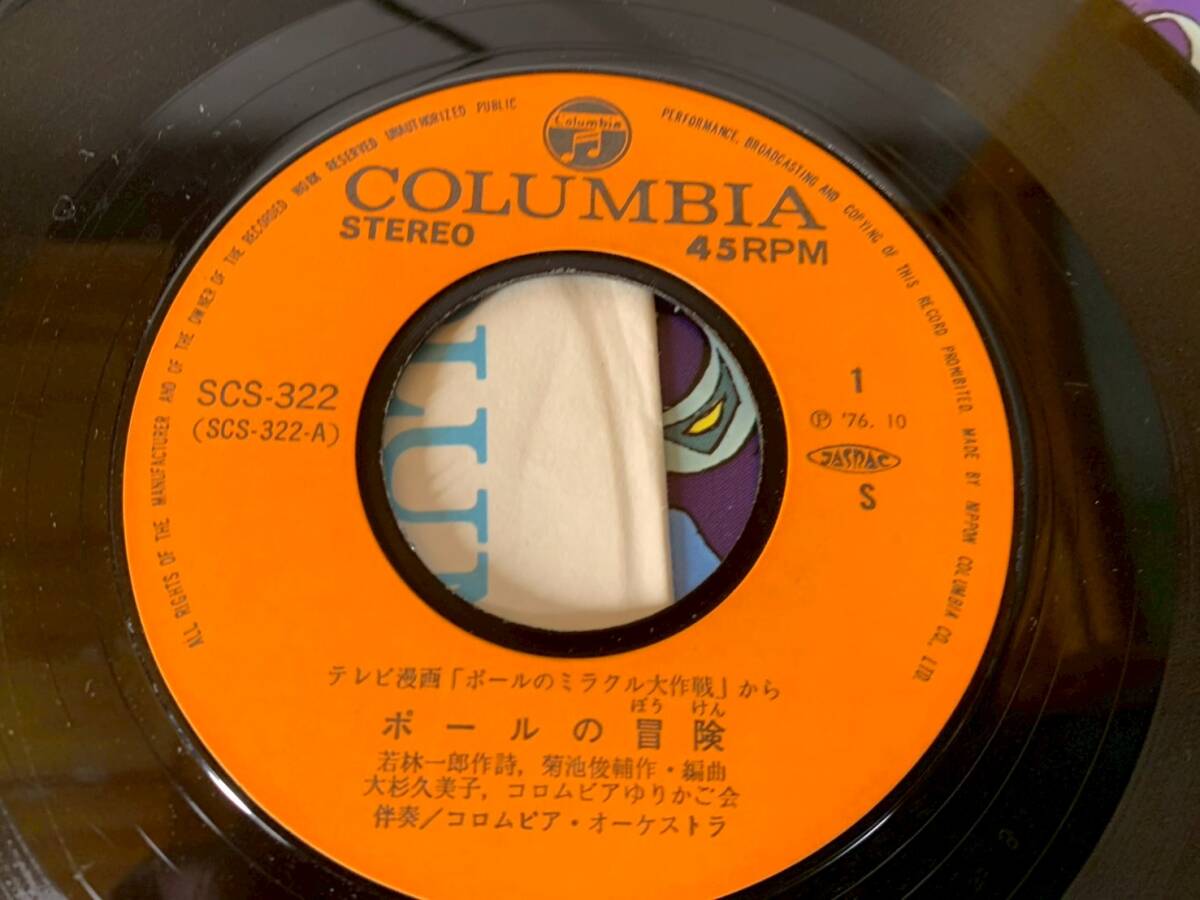 Columbia
COLUMBIA
STEREO
45RPM
SCS-322
(SCS-322-A)
1
Ⓟ '76. 10
JASRAC
S
テレビ漫画「ポールのミラクル大作戦」から
ぼう けん
ポールの冒険
若林一郎作詩, 菊池俊輔作・編曲
大杉久美子, コロムビアゆりかご会
伴奏/コロムビア・オーケストラ
ALL RIGHTS OF THE MANUFACTURER AND OF THE OWNER OF THE RECORDED WORK RESERVED UNAUTHORIZED PUBLIC PERFORMANCE, BROADCASTING AND COPYING OF THIS RECORD PROHIBITED. MADE BY NIPPON COLUMBIA CO., LTD.